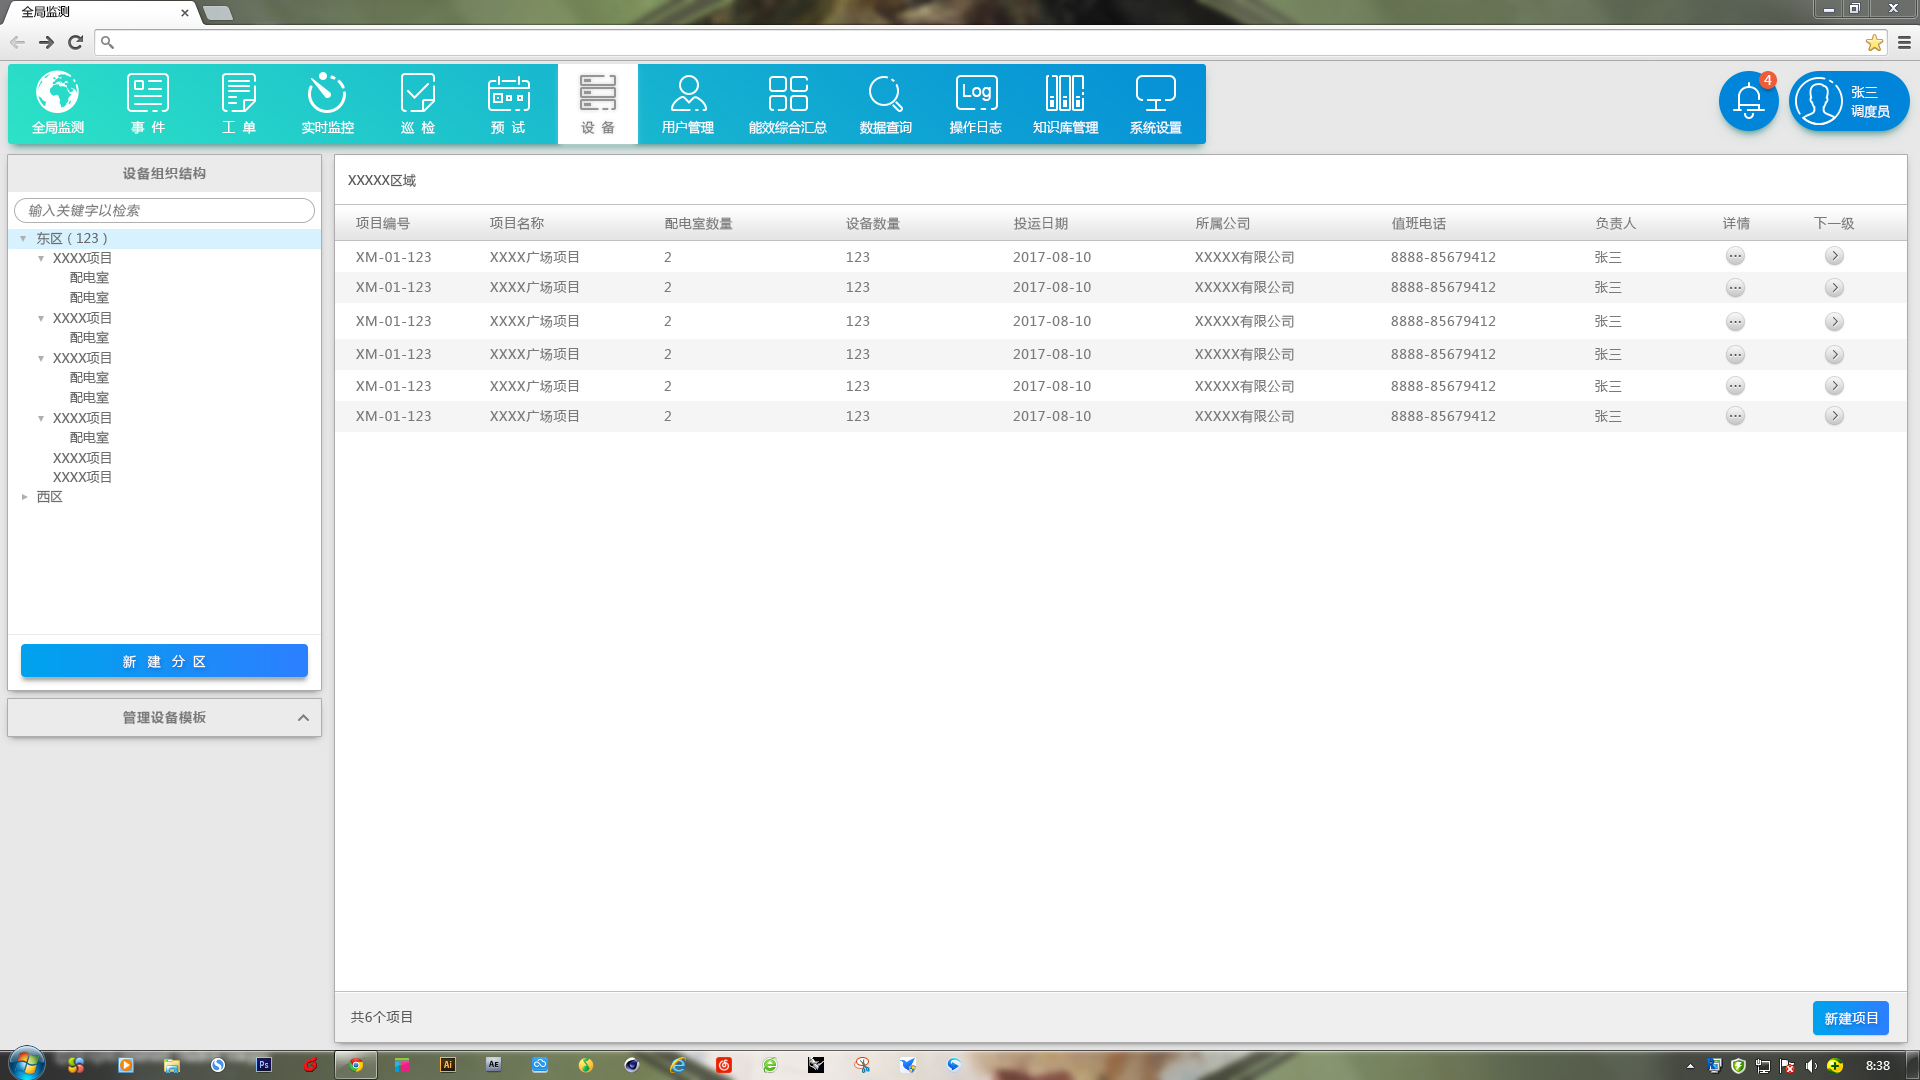 全局监测
全局监测 事 件 工 单 实时监控 巡 检 预 试 设 备 用户管理 能效综合汇总 数据查询 Log 操作日志 知识库管理 系统设置
4
张三
调度员
设备组织结构
输入关键字以检索
东区（123）
XXXX项目
配电室
配电室
XXXX项目
配电室
XXXX项目
配电室
配电室
XXXX项目
配电室
XXXX项目
XXXX项目
西区
新 建 分 区
管理设备模板
XXXXX区域
项目编号 项目名称 配电室数量 设备数量 投运日期 所属公司 值班电话 负责人 详情 下一级
XM-01-123 XXXX广场项目 2 123 2017-08-10 XXXXX有限公司 8888-85679412 张三
XM-01-123 XXXX广场项目 2 123 2017-08-10 XXXXX有限公司 8888-85679412 张三
XM-01-123 XXXX广场项目 2 123 2017-08-10 XXXXX有限公司 8888-85679412 张三
XM-01-123 XXXX广场项目 2 123 2017-08-10 XXXXX有限公司 8888-85679412 张三
XM-01-123 XXXX广场项目 2 123 2017-08-10 XXXXX有限公司 8888-85679412 张三
XM-01-123 XXXX广场项目 2 123 2017-08-10 XXXXX有限公司 8888-85679412 张三
共6个项目
新建项目
Ps Ai AE
8:38